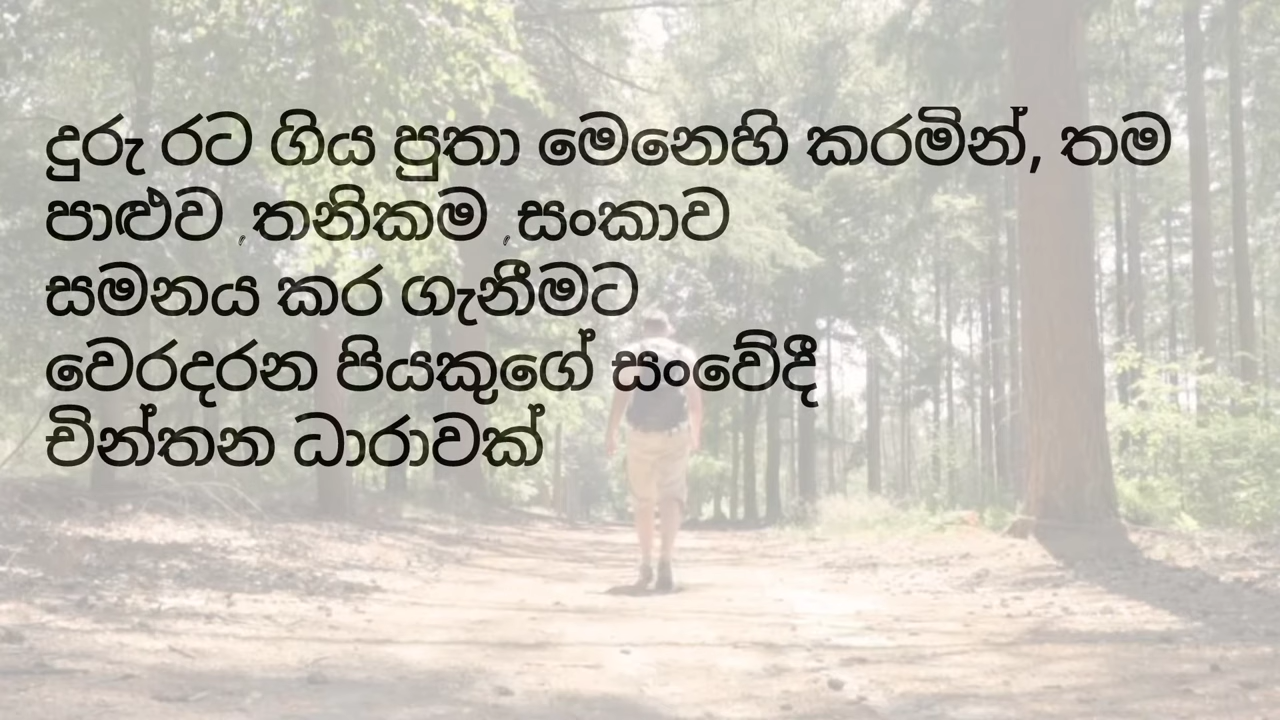 දුරු රට ගිය පුතා මෙනෙහි කරමින්, තම
පාළුව ,තනිකම ,සංකාව
සමනය කර ගැනීමට
වෙරදරන පියකුගේ සංවේදී
චින්තන ධාරාවක්